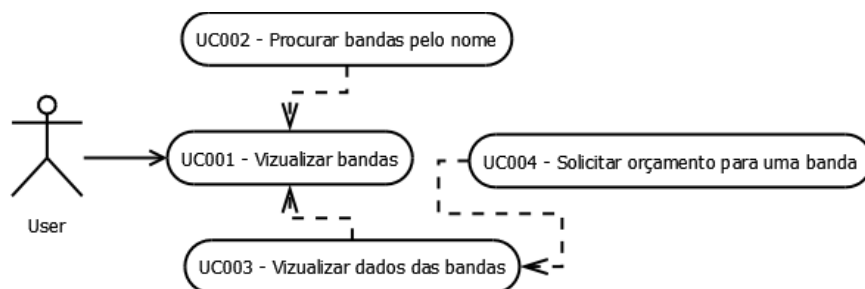 UC002 - Procurar bandas pelo nome
UC001 - Vizualizar bandas
UC004 - Solicitar orçamento para uma banda
User
UC003 - Vizualizar dados das bandas